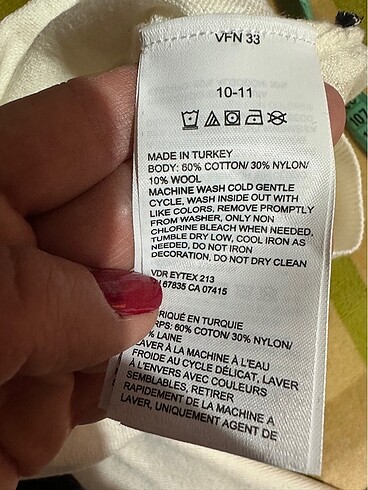 VFN 33
10-11
MADE IN TURKEY
BODY: 60% COTTON/ 30% NYLON/
10% WOOL
MACHINE WASH COLD GENTLE
CYCLE, WASH INSIDE OUT WITH
LIKE COLORS, REMOVE PROMPTLY
FROM WASHER, ONLY NON
CHLORINE BLEACH WHEN NEEDED,
TUMBLE DRY LOW, COOL IRON AS
NEEDED, DO NOT IRON
DECORATION, DO NOT DRY CLEAN
VDR EYTEX 213
67835 CA 07415
RIQUÉ EN TURQUIE
RPS: 60% COTON/ 30% NYLON/
% LAINE
LAVER À LA MACHINE À L'EAU
FROIDE AU CYCLE DÉLICAT, LAVER
À L'ENVERS AVEC COULEURS
SEMBLABLES, RETIRER
RAPIDEMENT DE LA MACHINE À
LAVER, UNIQUEMENT AGENT DE
107